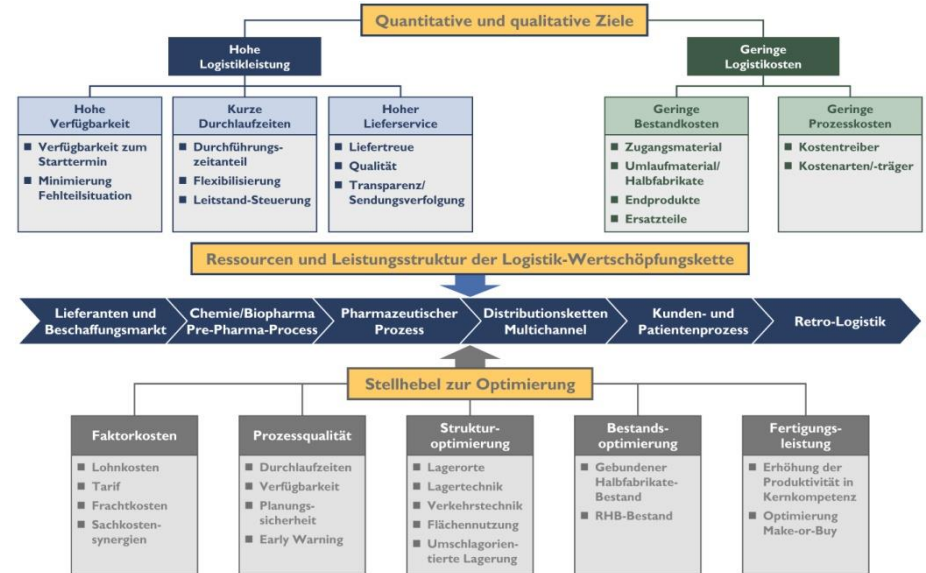 Quantitative und qualitative Ziele
Hohe
Logistikleistung
Geringe
Logistikosten
Hohe
Verfügbarkeit
Verfügbarkeit zum
Starttermin
Minimierung
Fehlteilsituation
Kurze
Durchlaufzeiten
Durchführungs-
zeitanteil
Flexibilisierung
Leitstand-Steuerung
Hoher
Lieferservice
Liefertreue
Qualität
Transparenz/
Sendungsverfolgung
Geringe
Bestandkosten
Zugangsmaterial
Umlaufmaterial/
Halbfabrikate
Endprodukte
Ersatzteile
Geringe
Prozesskosten
Kostentreiber
Kostenarten/-träger
Ressourcen und Leistungsstruktur der Logistik-Wertschöpfungskette
Lieferanten und
Beschaffungsmarkt
Chemie/Biopharma
Pre-Pharma-Process
Pharmazeutischer
Prozess
Distributionsketten
Multichannel
Kunden- und
Patientenprozess
Retro-Logistik
Stellhebel zur Optimierung
Faktorkosten
Lohnkosten
Tarif
Frachtkosten
Sachkosten-
synergien
Prozessqualität
Durchlaufzeiten
Verfügbarkeit
Planungs-
sicherheit
Early Warning
Struktur-
optimierung
Lagerorte
Lagertechnik
Verkehrstechnik
Flächennutzung
Umschlagorien-
tierte Lagerung
Bestands-
optimierung
Gebundener
Halbfabrikate-
Bestand
RHB-Bestand
Fertigungs-
leistung
Erhöhung der
Produktivität in
Kernkompetenz
Optimierung
Make-or-Buy